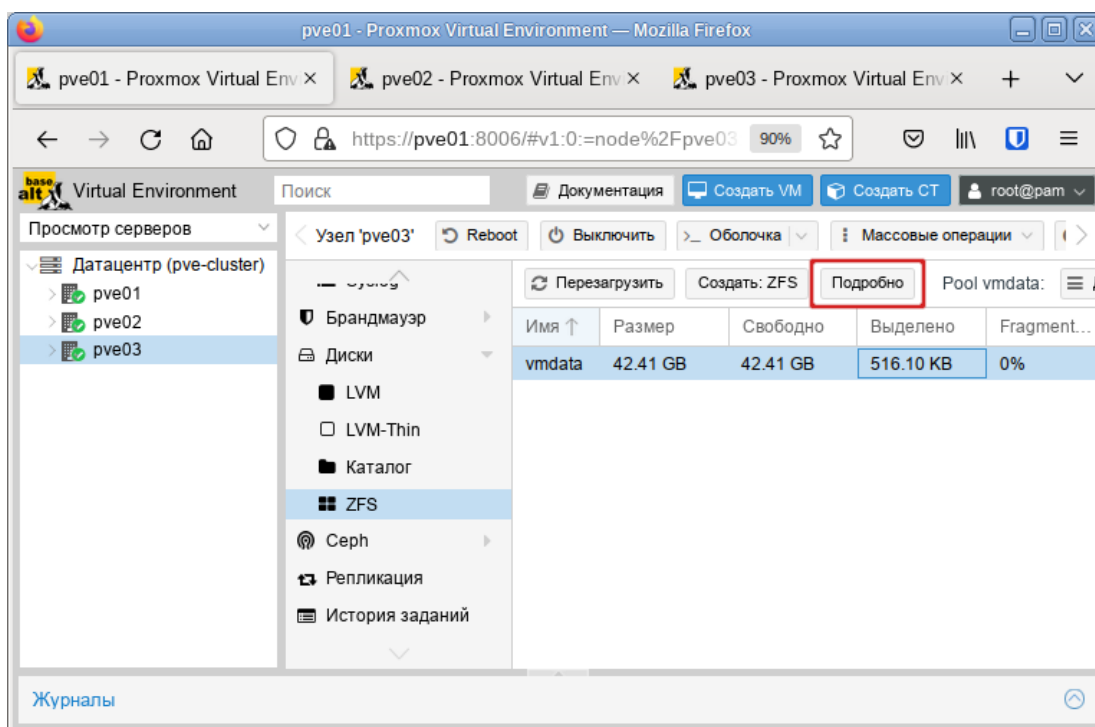 pve01 - Proxmox Virtual Environment — Mozilla Firefox
pve01 - Proxmox Virtual Env
pve02 - Proxmox Virtual Env
pve03 - Proxmox Virtual Env
https://pve01:8006/#v1:0:=node%2Fpve03 90%
base alt Virtual Environment
Поиск
Документация
Создать VM
Создать CT
root@pam
Просмотр серверов
Датацентр (pve-cluster)
pve01
pve02
pve03
Узел 'pve03'
Reboot
Выключить
>_ Оболочка
Массовые операции
Брандмауэр
Диски
LVM
LVM-Thin
Каталог
ZFS
Ceph
Репликация
История заданий
Перезагрузить
Создать: ZFS
Подробно
Pool vmdata:
Имя ↑ Размер Свободно Выделено Fragment...
vmdata 42.41 GB 42.41 GB 516.10 KB 0%
Журналы